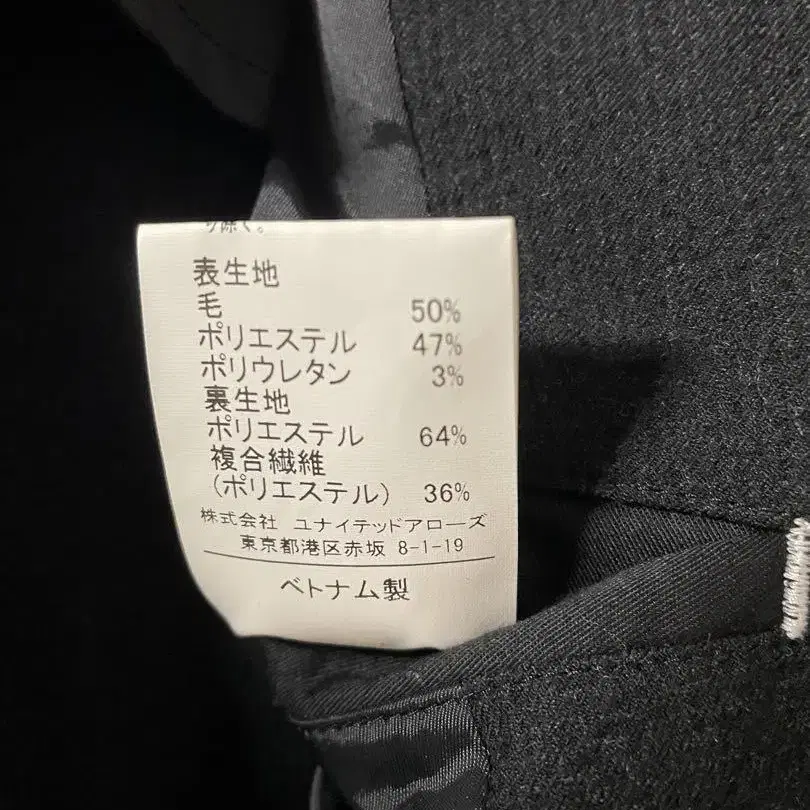 り除く。
表生地
毛 50%
ポリエステル 47%
ポリウレタン 3%
裏生地
ポリエステル 64%
複合繊維
(ポリエステル) 36%
株式会社 ユナイテッドアローズ
東京都港区赤坂 8-1-19
ベトナム製